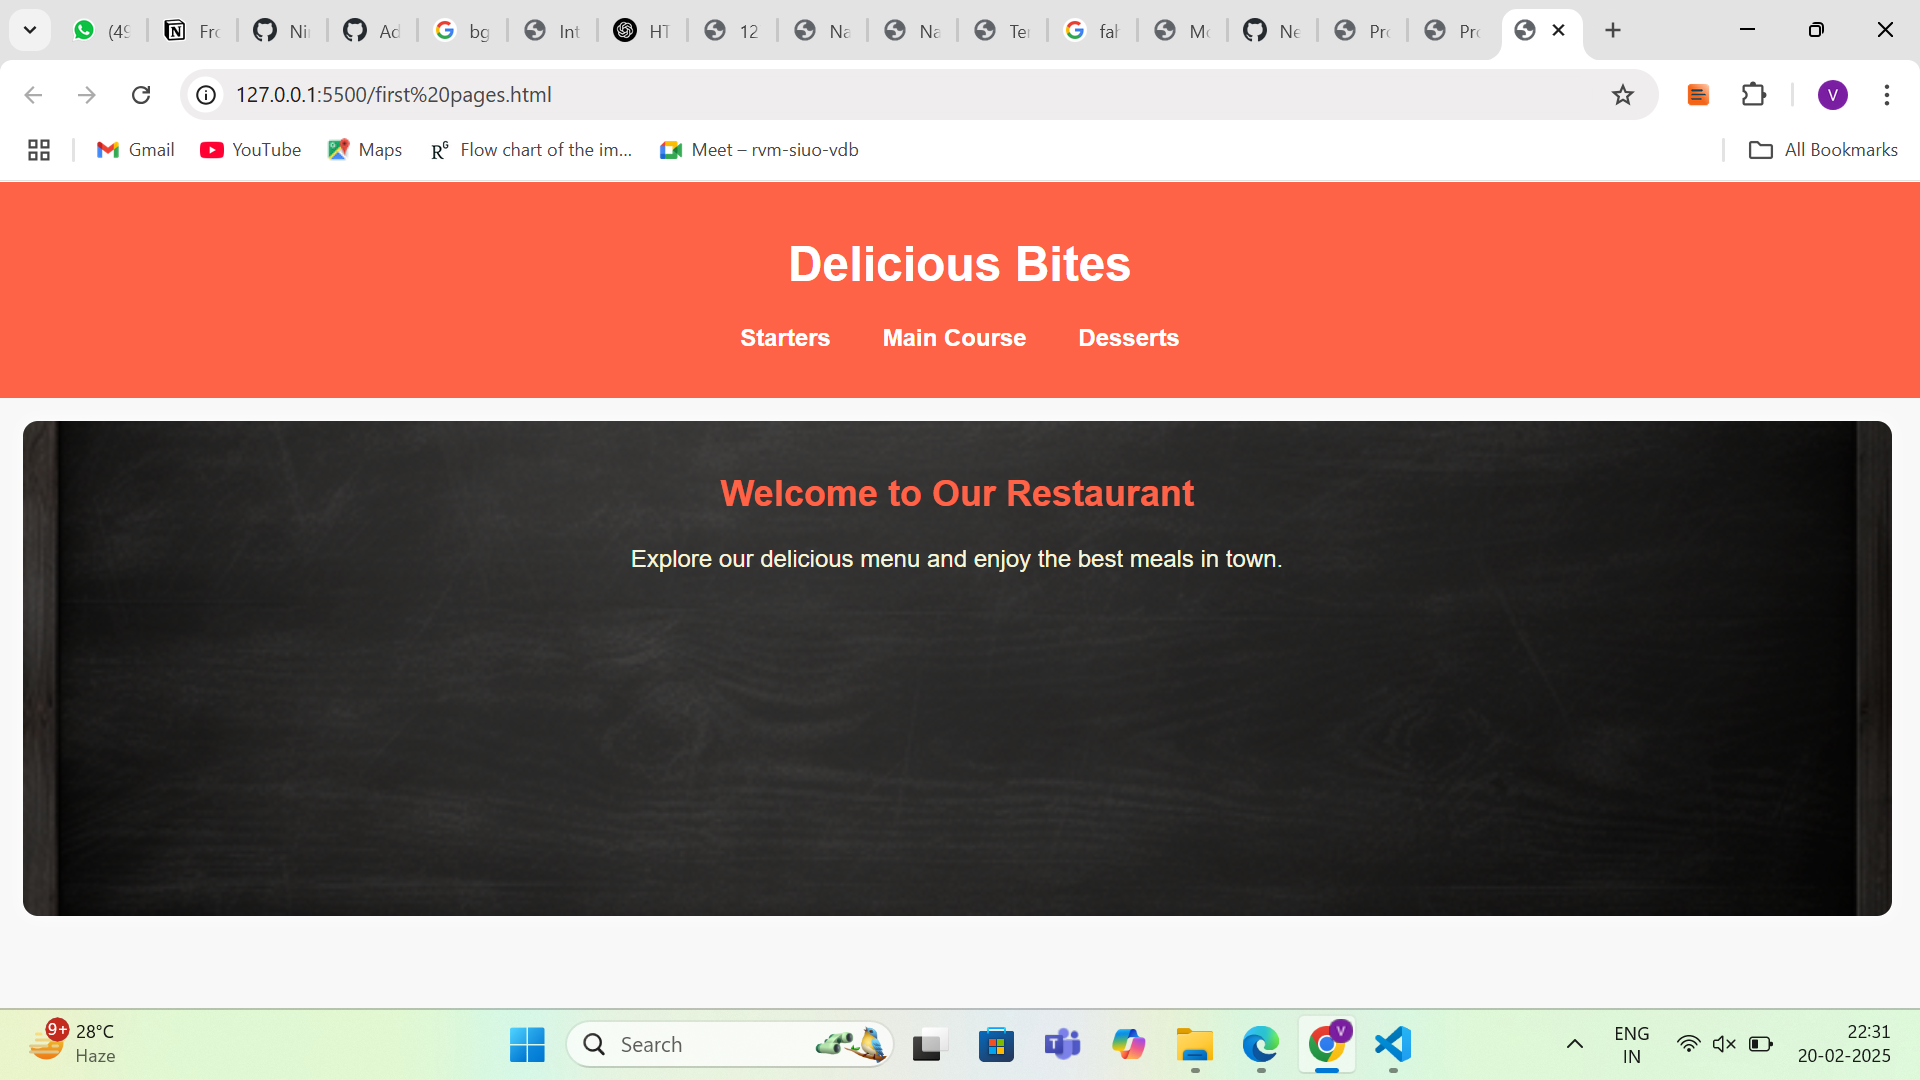 (49
Fro
Nir
Ad
bg
Int
HT
12
Na
Na
Ter
fah
Mo
Ne
Pro
Pro
127.0.0.1:5500/first%20pages.html
V
Gmail
YouTube
Maps
RG Flow chart of the im...
Meet – rvm-siuo-vdb
All Bookmarks
Delicious Bites
Starters Main Course Desserts
Welcome to Our Restaurant
Explore our delicious menu and enjoy the best meals in town.
9+
28°C
Haze
Search
V
ENG
IN
22:31
20-02-2025